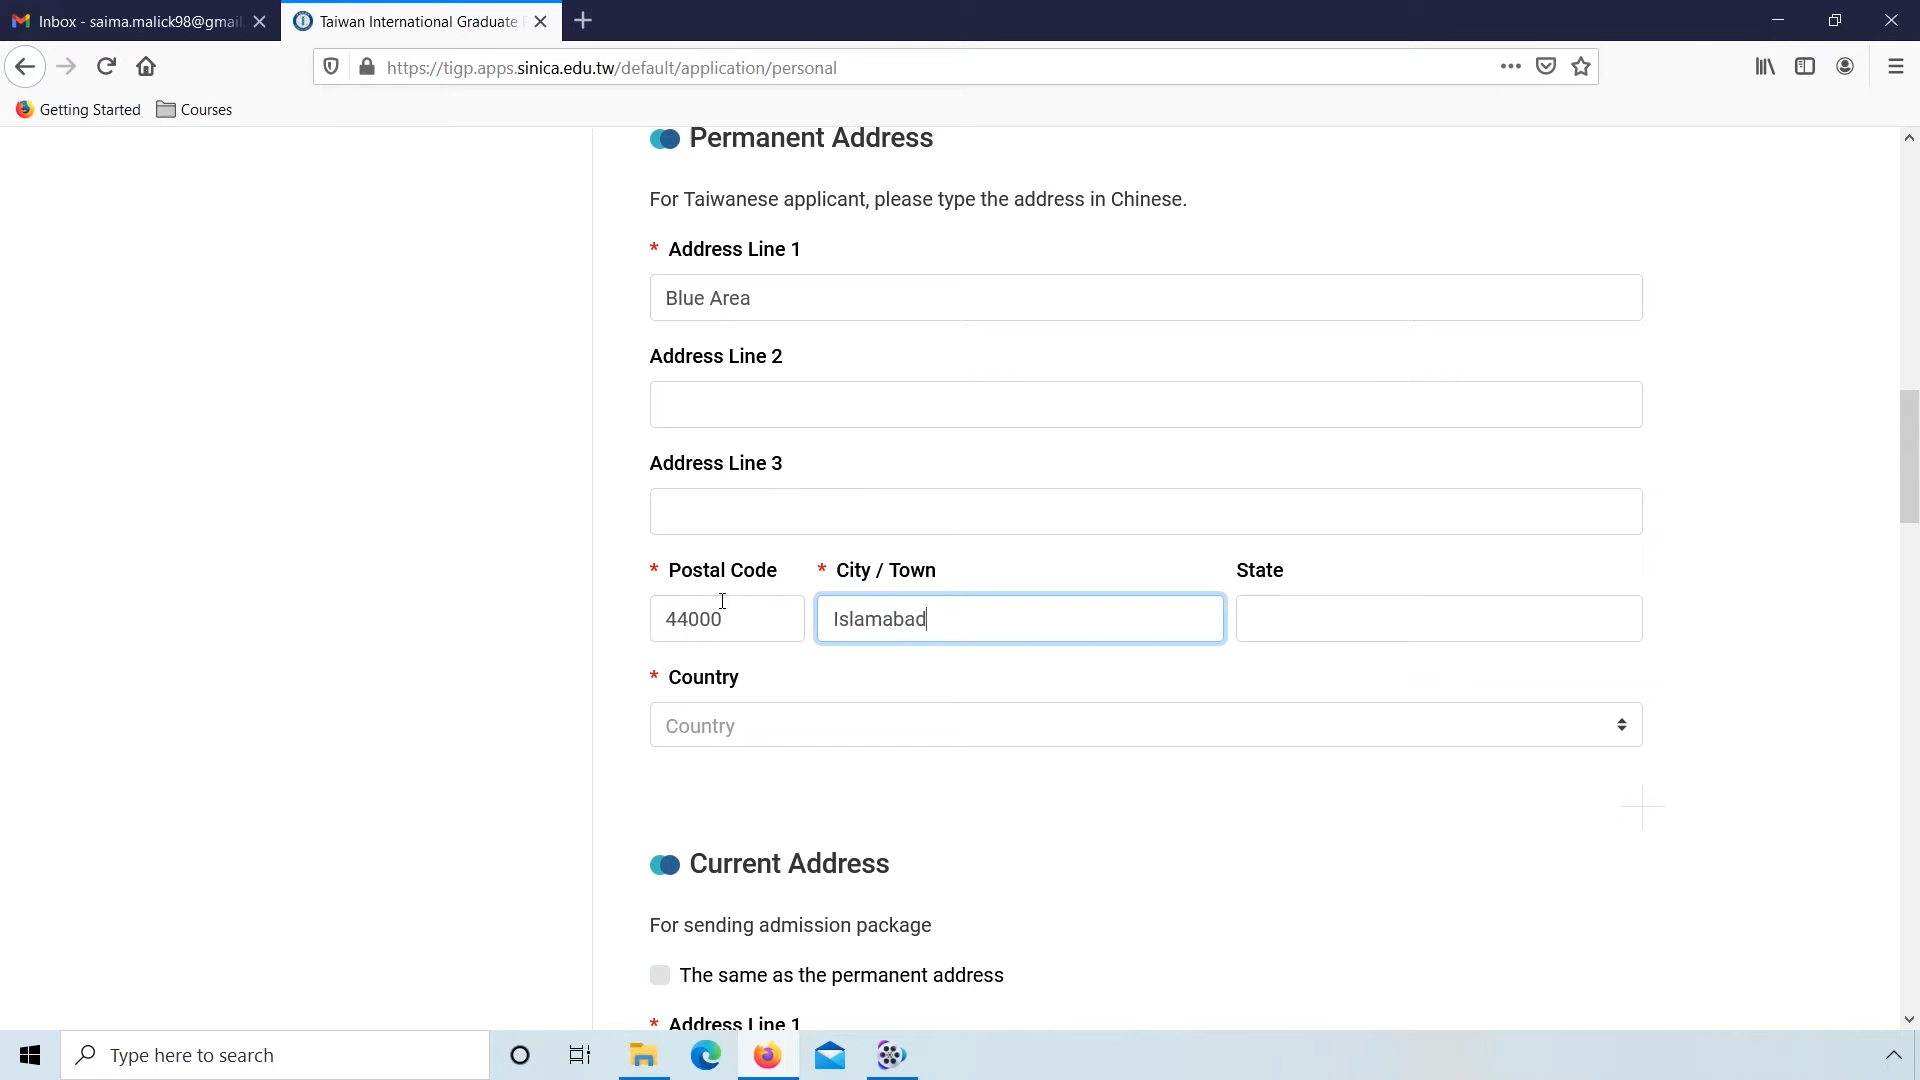 Inbox - saima.malick98@gmail.
Taiwan International Graduate
https://tigp.apps.sinica.edu.tw/default/application/personal
Getting Started
Courses
Permanent Address
For Taiwanese applicant, please type the address in Chinese.
* Address Line 1
Blue Area
Address Line 2
Address Line 3
* Postal Code * City / Town State
44000 Islamabad
* Country
Country
Current Address
For sending admission package
The same as the permanent address
* Address Line 1
Type here to search